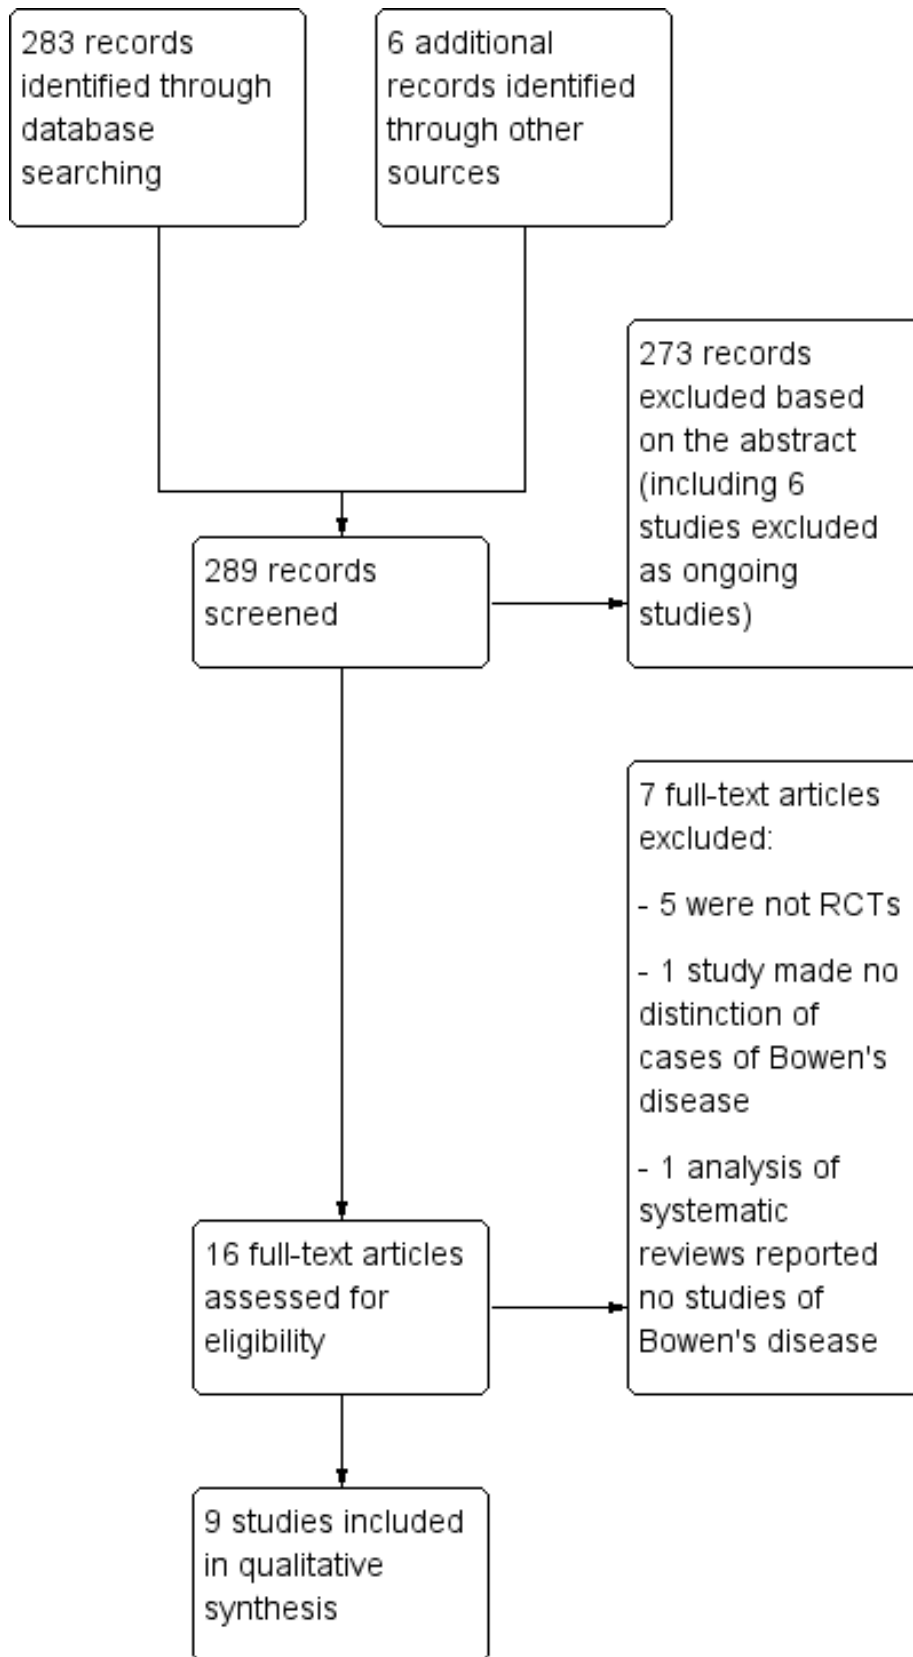 283 records
identified through
database
searching
6 additional
records identified
through other
sources
273 records
excluded based
on the abstract
(including 6
studies excluded
as ongoing
studies)
289 records
screened
7 full-text articles
excluded:
- 5 were not RCTs
- 1 study made no
distinction of
cases of Bowen's
disease
- 1 analysis of
systematic
reviews reported
no studies of
Bowen's disease
16 full-text articles
assessed for
eligibility
9 studies included
in qualitative
synthesis